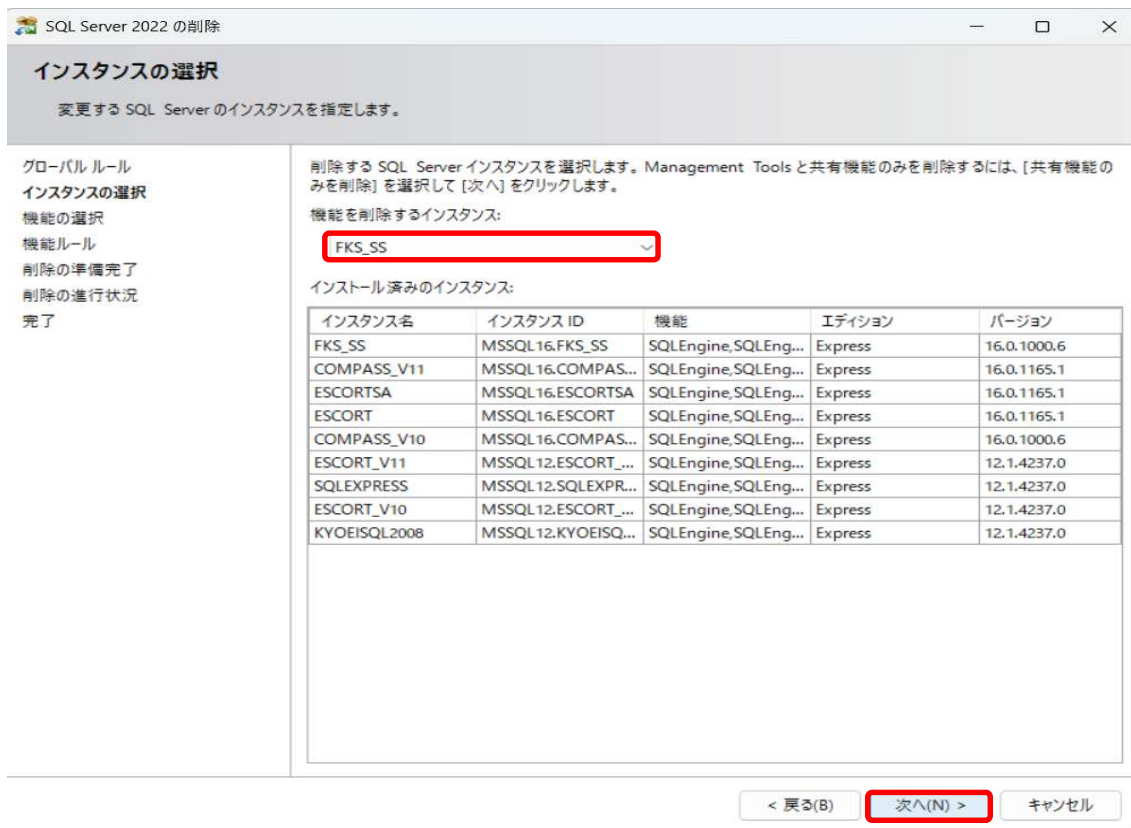 SQL Server 2022 の削除
インスタンスの選択
変更する SQL Server のインスタンスを指定します。
グローバル ルール
インスタンスの選択
機能の選択
機能ルール
削除の準備完了
削除の進行状況
完了
削除する SQL Server インスタンスを選択します。Management Tools と共有機能のみを削除するには、[共有機能の
みを削除] を選択して [次へ] をクリックします。
機能を削除するインスタンス:
FKS_SS
インストール済みのインスタンス:
インスタンス名 インスタンス ID 機能 エディション バージョン
FKS_SS MSSQL16.FKS_SS SQLEngine,SQLEng... Express 16.0.1000.6
COMPASS_V11 MSSQL16.COMPAS... SQLEngine,SQLEng... Express 16.0.1165.1
ESCORTSA MSSQL16.ESCORTSA SQLEngine,SQLEng... Express 16.0.1165.1
ESCORT MSSQL16.ESCORT SQLEngine,SQLEng... Express 16.0.1165.1
COMPASS_V10 MSSQL16.COMPAS... SQLEngine,SQLEng... Express 16.0.1000.6
ESCORT_V11 MSSQL12.ESCORT_... SQLEngine,SQLEng... Express 12.1.4237.0
SQLEXPRESS MSSQL12.SQLEXPR... SQLEngine,SQLEng... Express 12.1.4237.0
ESCORT_V10 MSSQL12.ESCORT_... SQLEngine,SQLEng... Express 12.1.4237.0
KYOEISQL2008 MSSQL12.KYOEISQ... SQLEngine,SQLEng... Express 12.1.4237.0
< 戻る(B) 次へ(N) > キャンセル